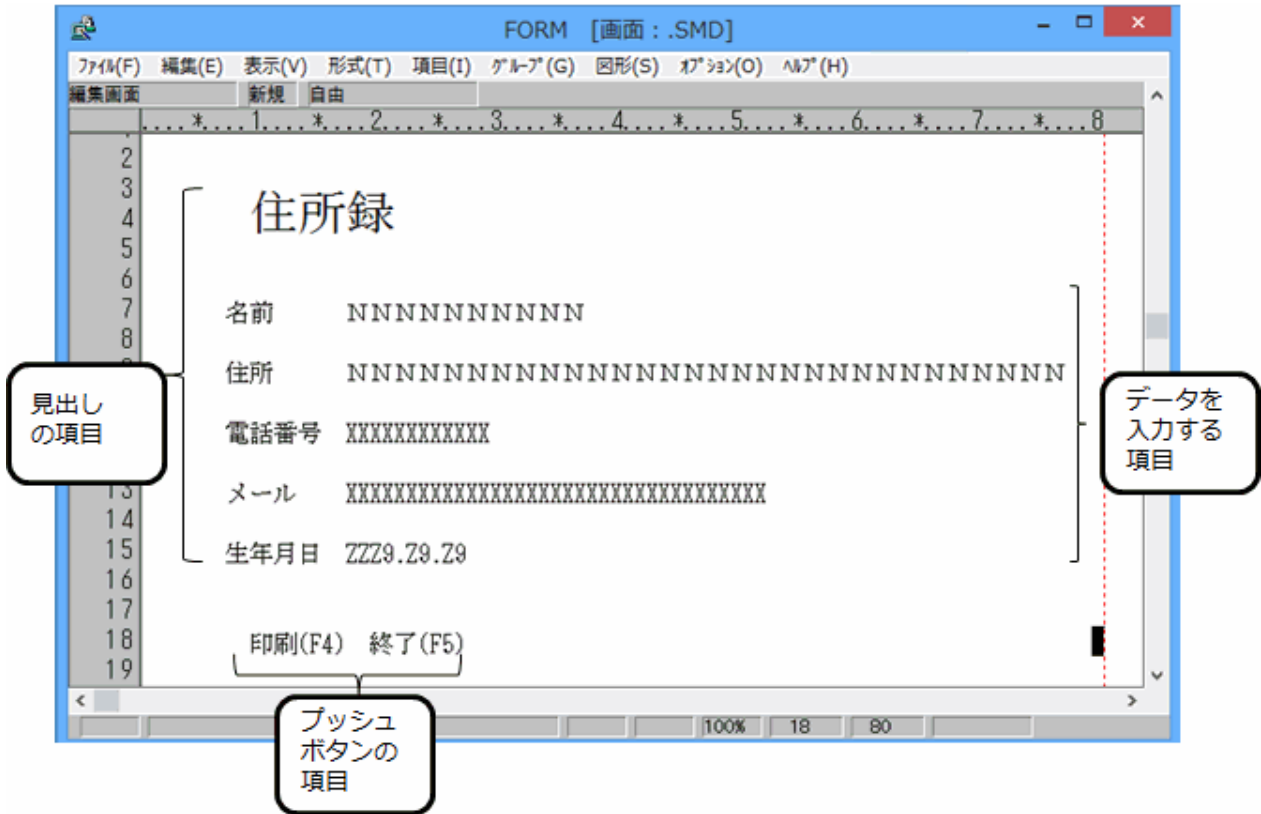 FORM [画面：.SMD]
ﾌｧｲﾙ(F) 編集(E) 表示(V) 形式(T) 項目(I) ｸﾞﾙｰﾌﾟ(G) 図形(S) ｵﾌﾟｼｮﾝ(O) ﾍﾙﾌﾟ(H)
編集画面 新規 自由
....*....1....*....2....*....3....*....4....*....5....*....6....*....7....*....8
2
3
4
住所録
5
6
7 名前 ＮＮＮＮＮＮＮＮＮＮ
8
住所 ＮＮＮＮＮＮＮＮＮＮＮＮＮＮＮＮＮＮＮＮＮＮＮＮＮＮＮＮＮＮ
見出し
の項目
データを
入力する
項目
電話番号 XXXXXXXXXXXX
13 メール XXXXXXXXXXXXXXXXXXXXXXXXXXXXXXXXXXX
14
15 生年月日 ZZZ9.Z9.Z9
16
17
18 印刷(F4) 終了(F5)
19
プッシュ
ボタンの
項目
100% 18 80